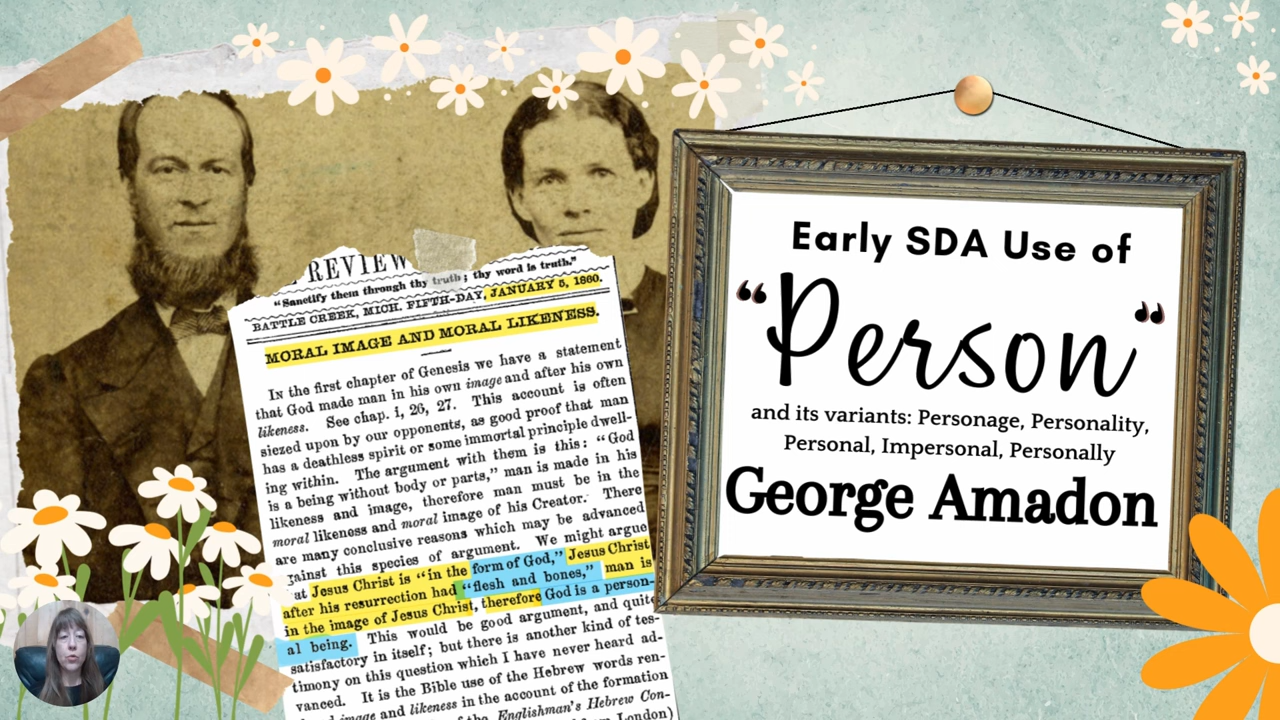 REVIEW
"Sanctify them through thy truth; thy word is truth."
BATTLE CREEK, MICH. FIFTH-DAY, JANUARY 5, 1860.
MORAL IMAGE AND MORAL LIKENESS.
In the first chapter of Genesis we have a statement
that God made man in his own image and after his own
likeness. See chap. i, 26, 27. This account is often
siezed upon by our opponents, as good proof that man
has a deathless spirit or some immortal principle dwell-
ing within. The argument with them is this: "God
is a being without body or parts," man is made in his
likeness and image, therefore man must be in the
moral likeness and moral image of his Creator. There
are many conclusive reasons which may be advanced
gainst this species of argument. We might argue
at Jesus Christ is "in the form of God," Jesus Christ
after his resurrection had "flesh and bones," man is
in the image of Jesus Christ, therefore God is a person-
al being. This would be good argument, and quite
satisfactory in itself; but there is another kind of tes-
timony on this question which I have never heard ad-
vanced. It is the Bible use of the Hebrew words ren-
image and likeness in the account of the formation
of the Englishman's Hebrew Con-
London)
Early SDA Use of
"Person"
and its variants: Personage, Personality,
Personal, Impersonal, Personally
George Amadon